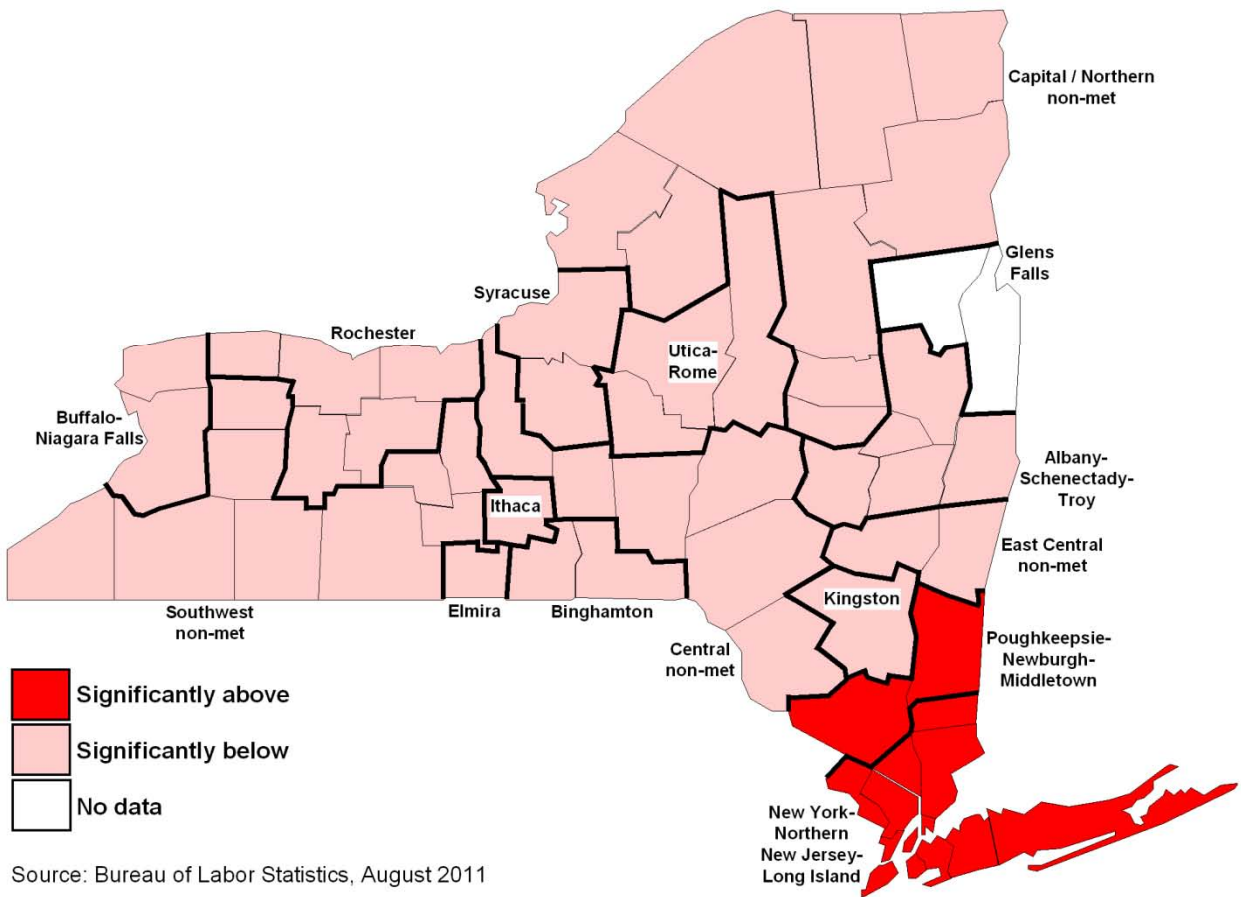 Capital / Northern
non-met
Glens
Falls
Syracuse
Rochester
Utica-
Rome
Buffalo-
Niagara Falls
Albany-
Schenectady-
Troy
Ithaca
East Central
non-met
Southwest
non-met
Elmira
Binghamton
Kingston
Central
non-met
Poughkeepsie-
Newburgh-
Middletown
Significantly above
Significantly below
No data
New York-
Northern
New Jersey-
Long Island
Source: Bureau of Labor Statistics, August 2011